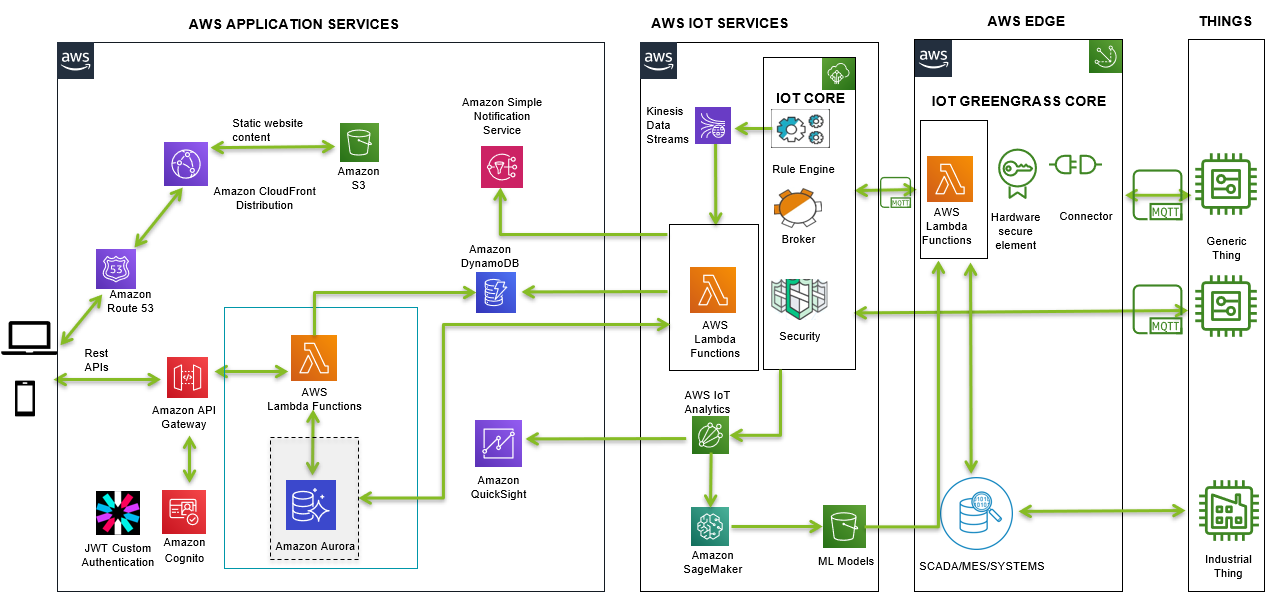 AWS APPLICATION SERVICES
aws
Static website
content
Amazon
S3
Amazon CloudFront
Distribution
53
Amazon
Route 53
Rest
APIs
Amazon API
Gateway
JWT Custom
Authentication
Amazon
Cognito
AWS
Lambda Functions
Amazon Aurora
Amazon Simple
Notification
Service
Amazon
DynamoDB
Amazon
QuickSight
AWS IOT SERVICES
aws
Kinesis
Data
Streams
IOT CORE
Rule Engine
Broker
Security
AWS
Lambda
Functions
AWS IoT
Analytics
Amazon
SageMaker
ML Models
MQTT
AWS EDGE
aws
IOT GREENGRASS CORE
AWS
Lambda
Functions
Hardware
secure
element
Connector
1010
1010
SCADA/MES/SYSTEMS
MQTT
MQTT
THINGS
Generic
Thing
Industrial
Thing